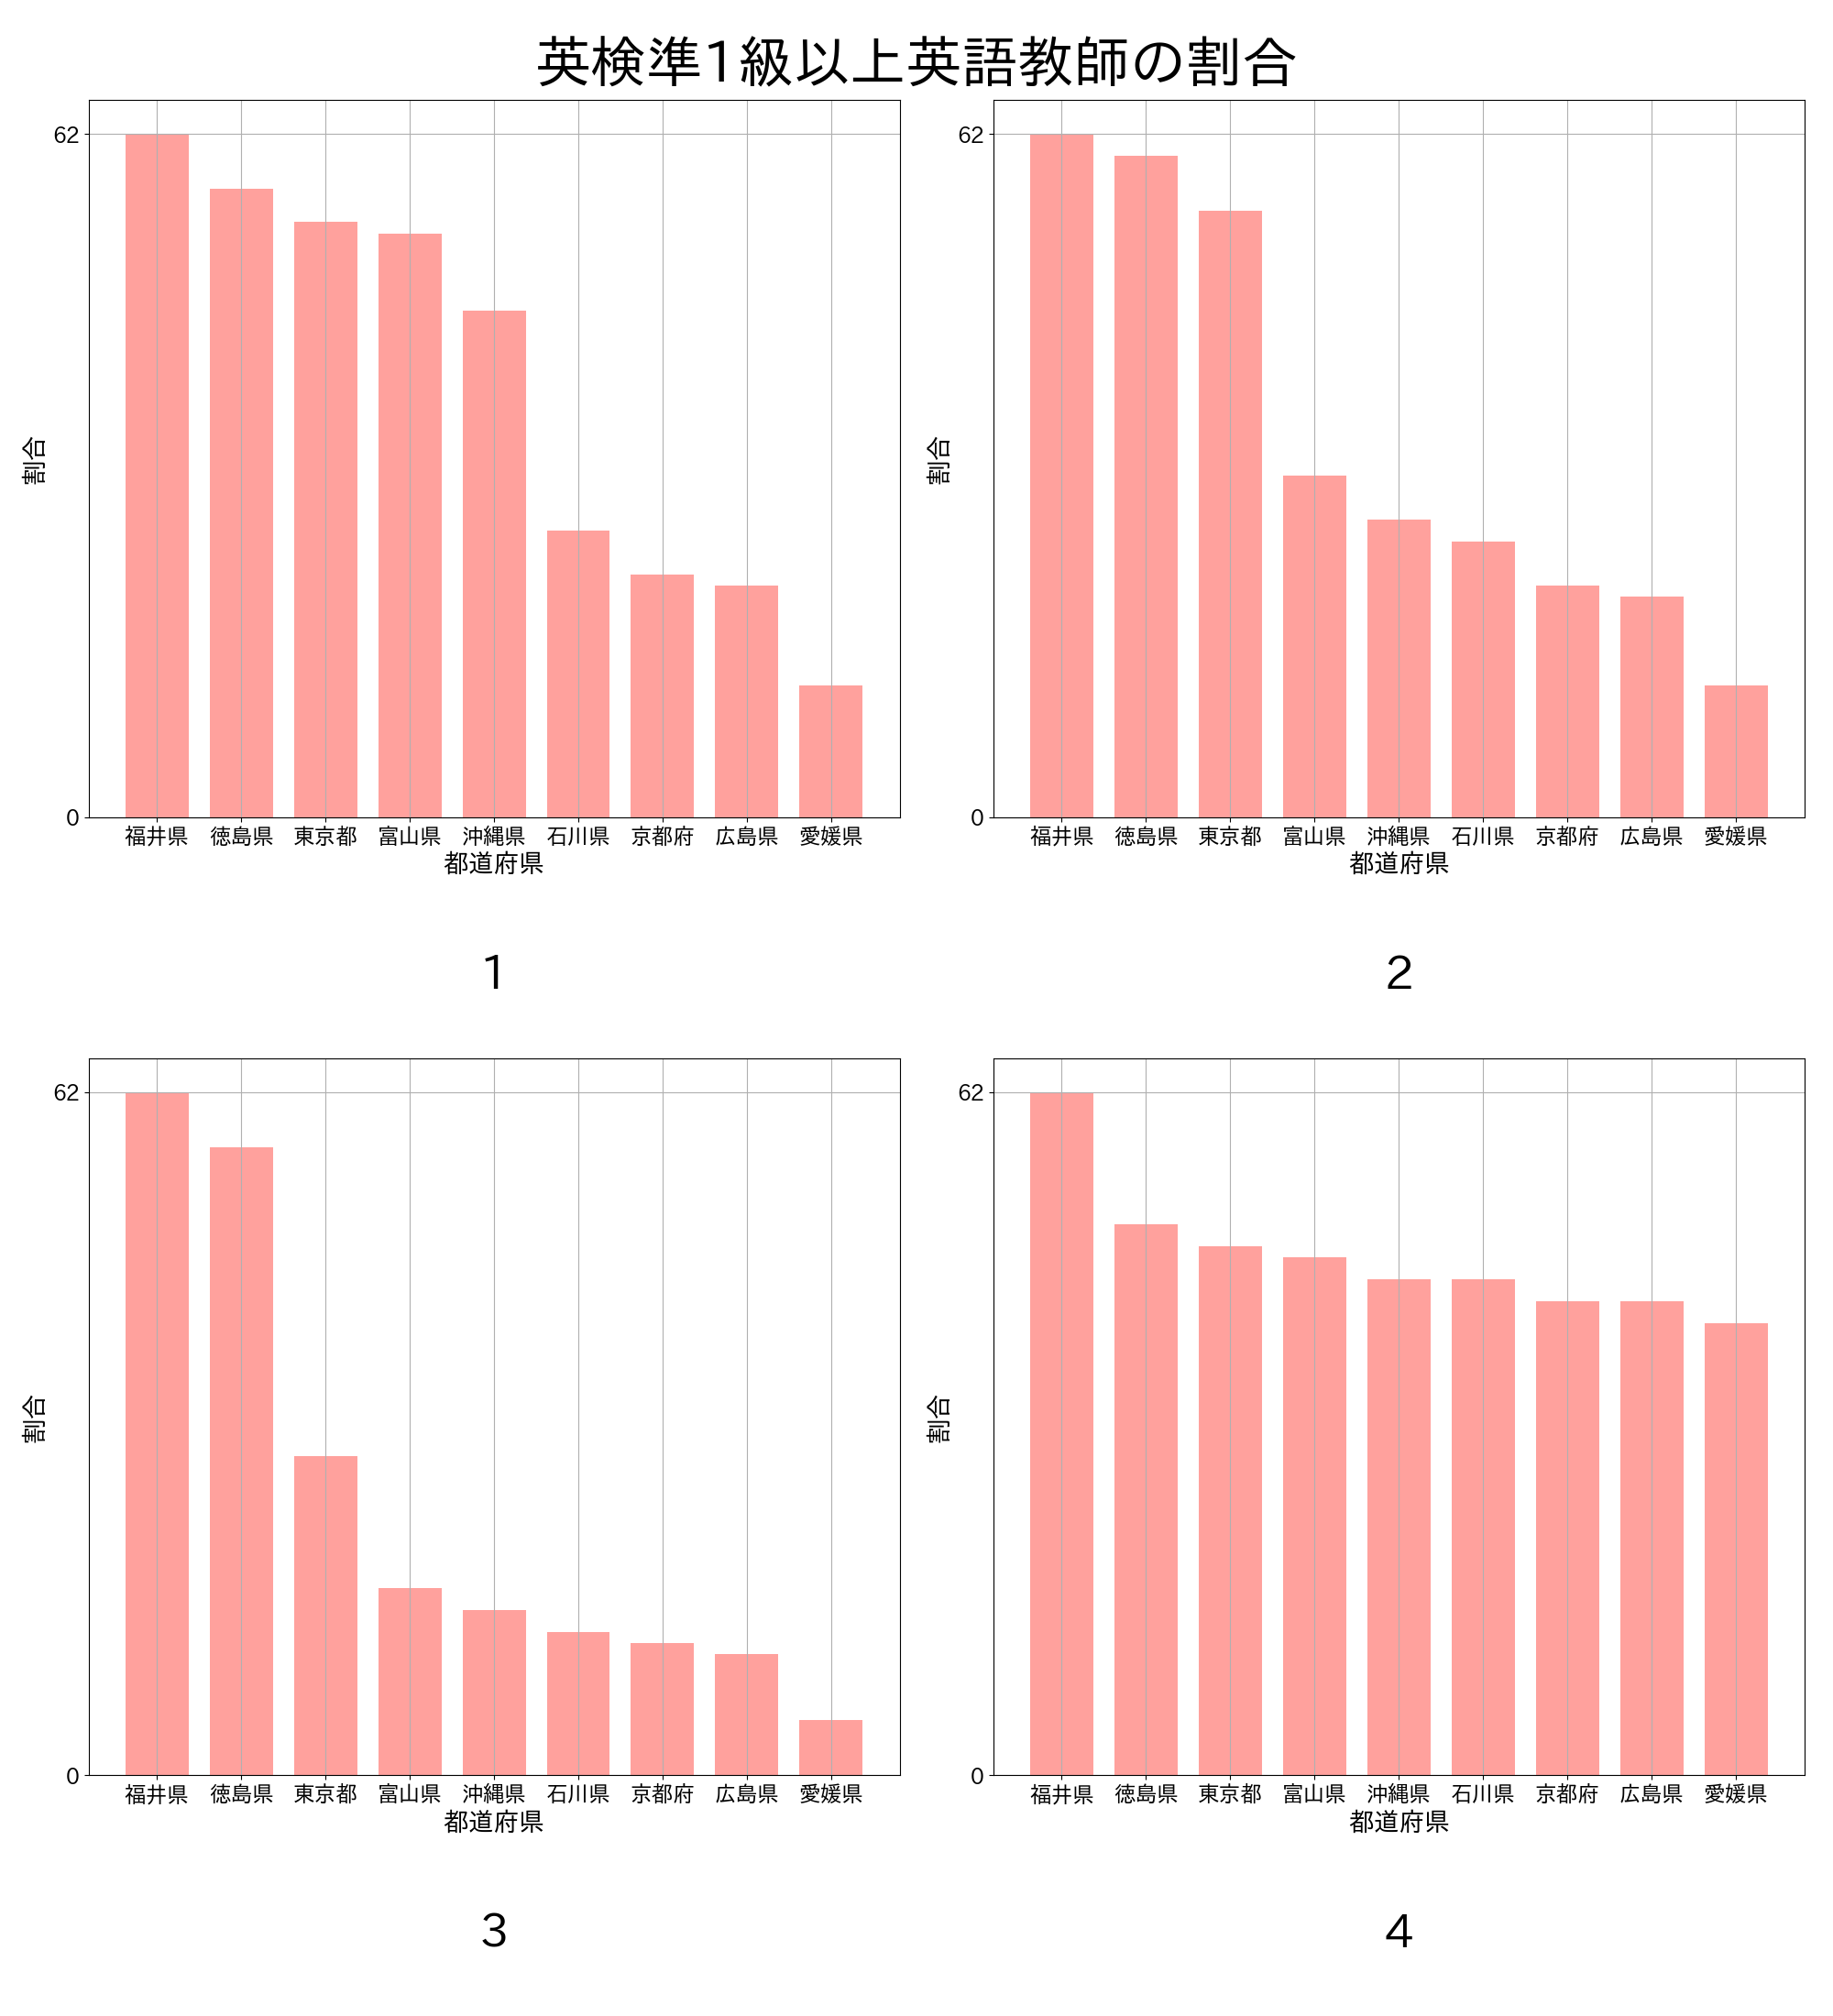 英検準1級以上英語教師の割合
62
0
割合
福井県 徳島県 東京都 富山県 沖縄県 石川県 京都府 広島県 愛媛県
都道府県
1
62
0
割合
福井県 徳島県 東京都 富山県 沖縄県 石川県 京都府 広島県 愛媛県
都道府県
2
62
0
割合
福井県 徳島県 東京都 富山県 沖縄県 石川県 京都府 広島県 愛媛県
都道府県
3
62
0
割合
福井県 徳島県 東京都 富山県 沖縄県 石川県 京都府 広島県 愛媛県
都道府県
4